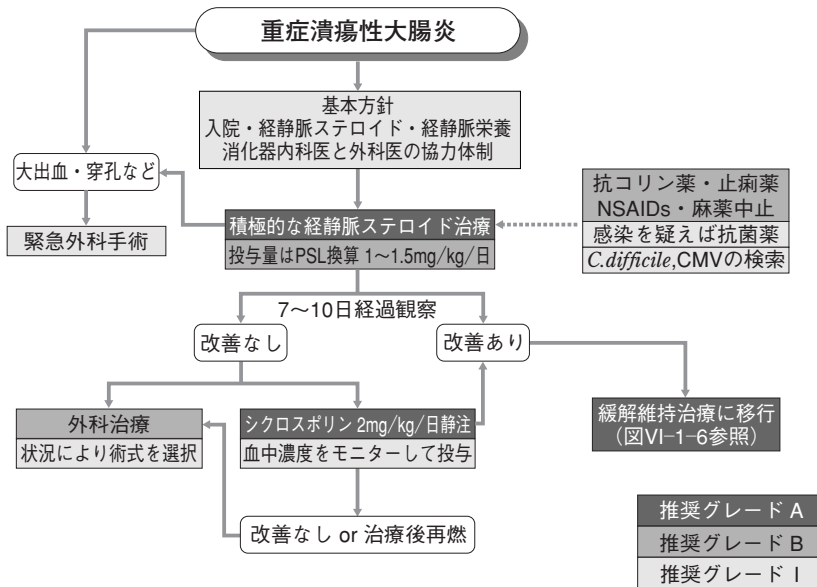 重症潰瘍性大腸炎
基本方針
入院・経静脈ステロイド・経静脈栄養
消化器内科医と外科医の協力体制
大出血・穿孔など
緊急外科手術
積極的な経静脈ステロイド治療
投与量はPSL換算 1〜1.5mg/kg/日
抗コリン薬・止痢薬
NSAIDs・麻薬中止
感染を疑えば抗菌薬
C.difficile,CMVの検索
7〜10日経過観察
改善なし
改善あり
外科治療
状況により術式を選択
シクロスポリン 2mg/kg/日静注
血中濃度をモニターして投与
緩解維持治療に移行
（図VI-1-6参照）
改善なし or 治療後再燃
推奨グレード A
推奨グレード B
推奨グレード I